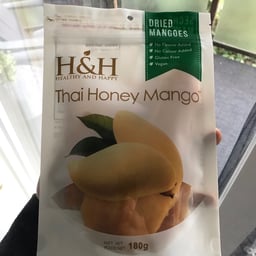 DRIED
MANGOES
No Flavour Added
No Colour Added
Gluten Free
Vegan
H&H
HEALTHY AND HAPPY
Thai Honey Mango
NET WT
180g